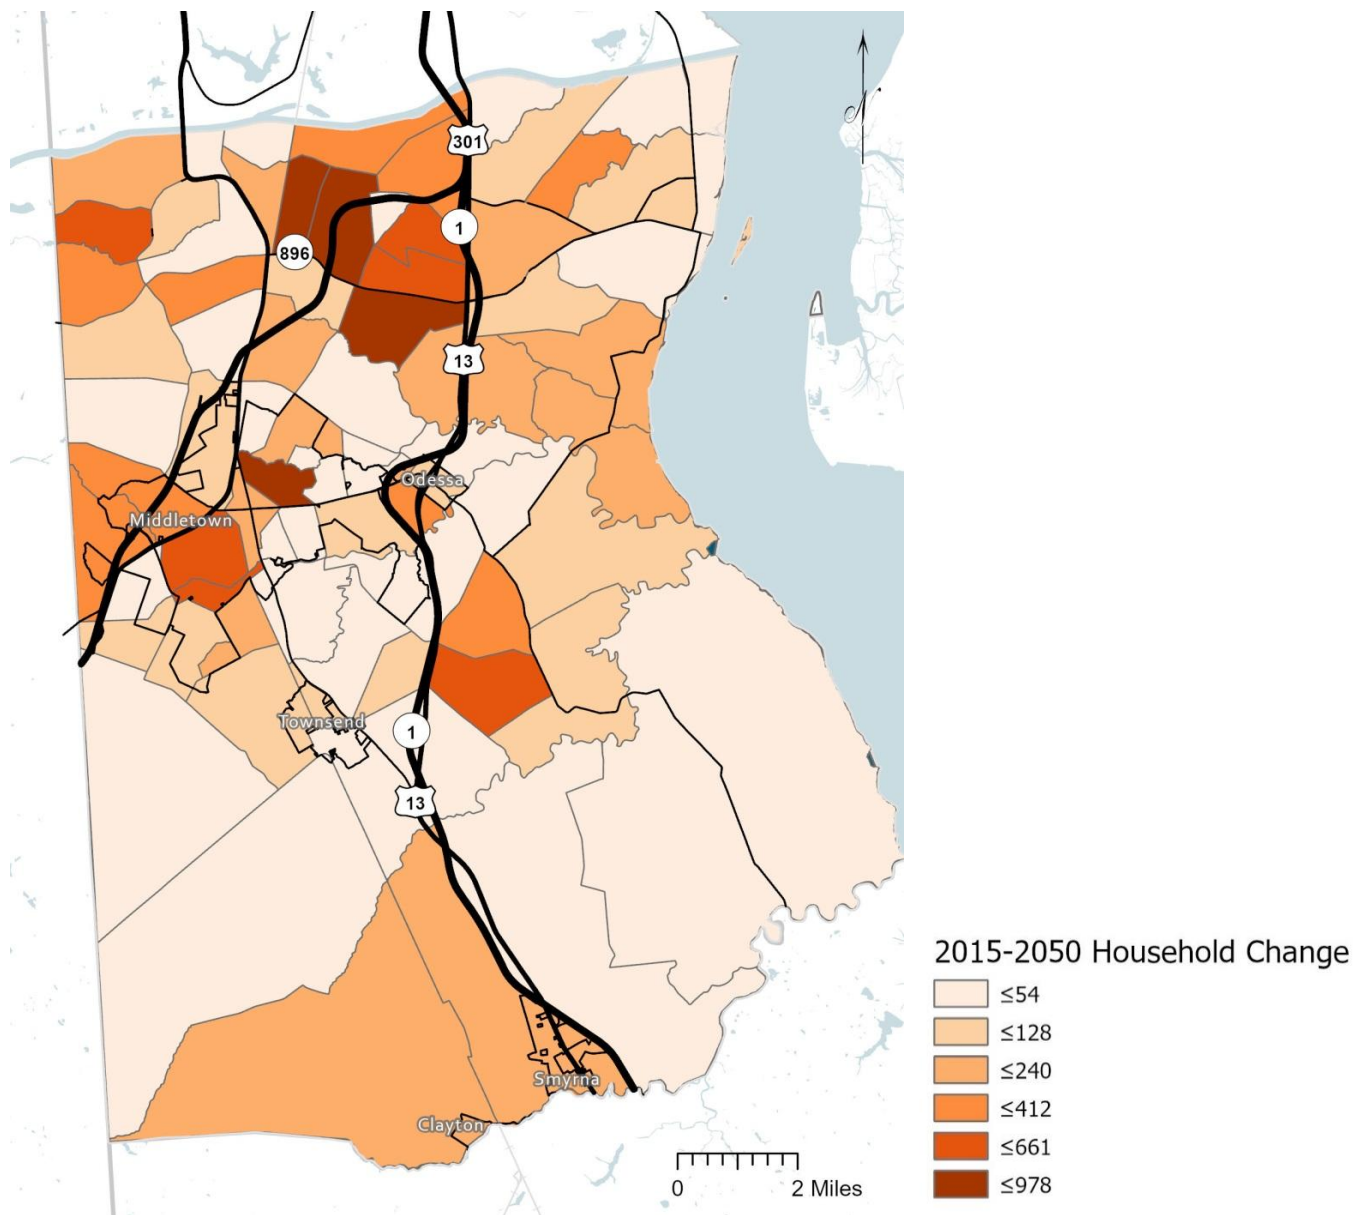 301
1
896
13
Odessa
Middletown
Townsend
1
13
Smyrna
Clayton
0 2 Miles
2015-2050 Household Change
≤54
≤128
≤240
≤412
≤661
≤978